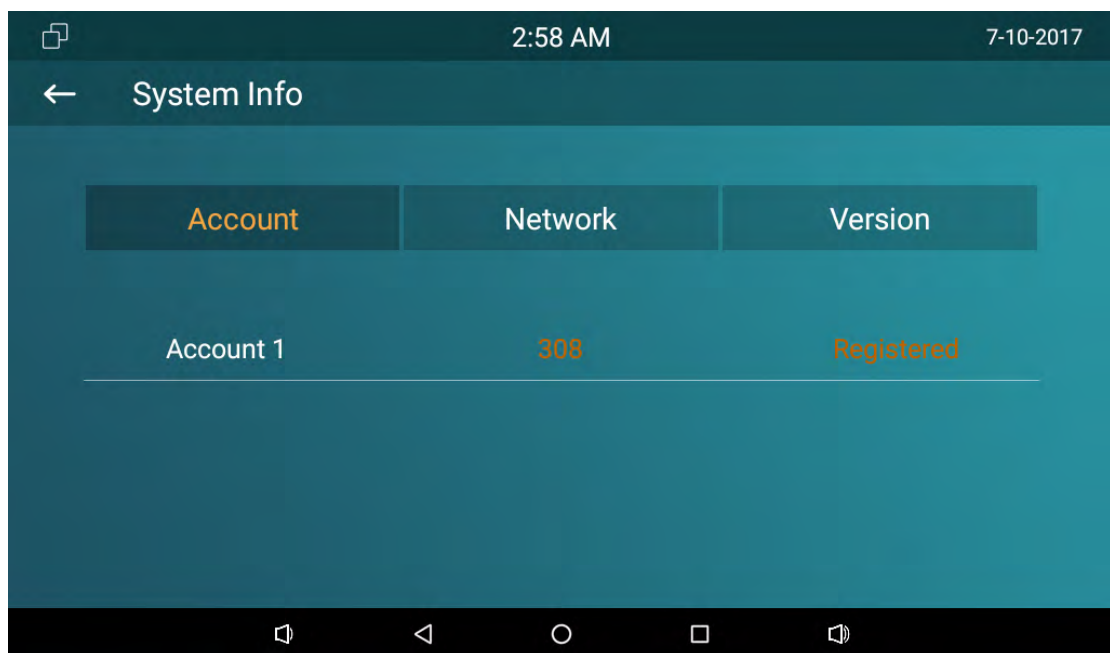 2:58 AM 7-10-2017
System Info
Account Network Version
Account 1 308 Registered